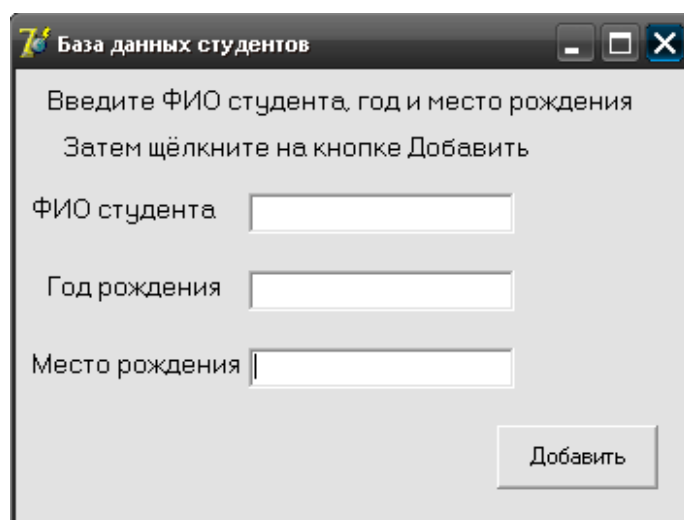 База данных студентов
Введите ФИО студента, год и место рождения
Затем щёлкните на кнопке Добавить
ФИО студента
Год рождения
Место рождения
Добавить